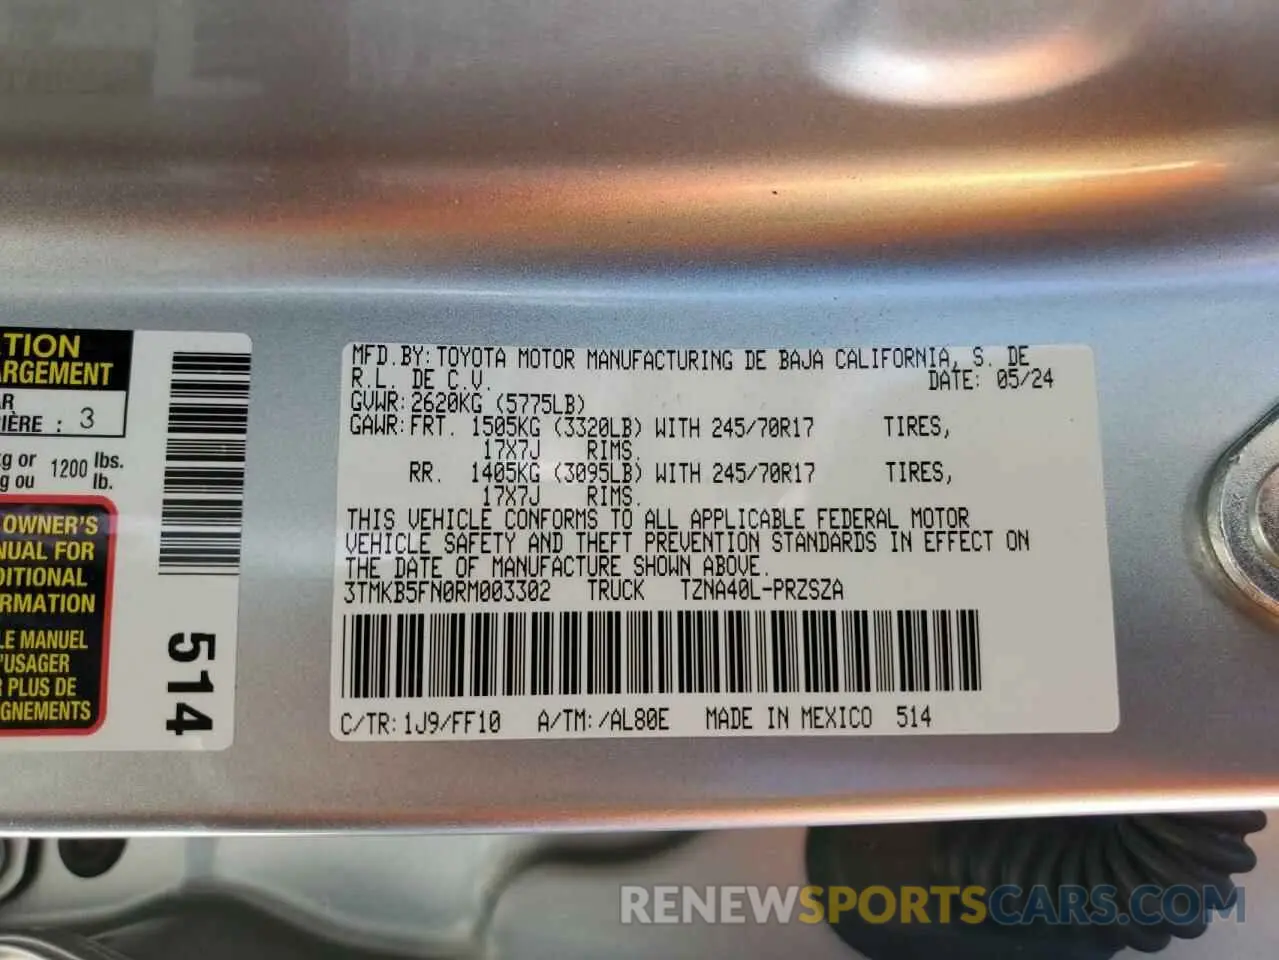 TION
ARGEMENT
AR
IÈRE : 3
kg or 1200 lbs.
kg ou lb.
OWNER'S
NUAL FOR
DITIONAL
RMATION
LE MANUEL
'USAGER
R PLUS DE
GNEMENTS
514
MFD. BY: TOYOTA MOTOR MANUFACTURING DE BAJA CALIFORNIA, S. DE
R.L. DE C.V. DATE: 05/24
GVWR: 2620KG (5775LB)
GAWR: FRT. 1505KG (3320LB) WITH 245/70R17 TIRES,
17X7J RIMS.
RR. 1405KG (3095LB) WITH 245/70R17 TIRES,
17X7J RIMS.
THIS VEHICLE CONFORMS TO ALL APPLICABLE FEDERAL MOTOR
VEHICLE SAFETY AND THEFT PREVENTION STANDARDS IN EFFECT ON
THE DATE OF MANUFACTURE SHOWN ABOVE.
3TMKB5FN0RM003302 TRUCK TZNA40L-PRZSZA
C/TR: 1J9/FF10 A/TM: /AL80E MADE IN MEXICO 514
RENEWSPORTSCARS.COM